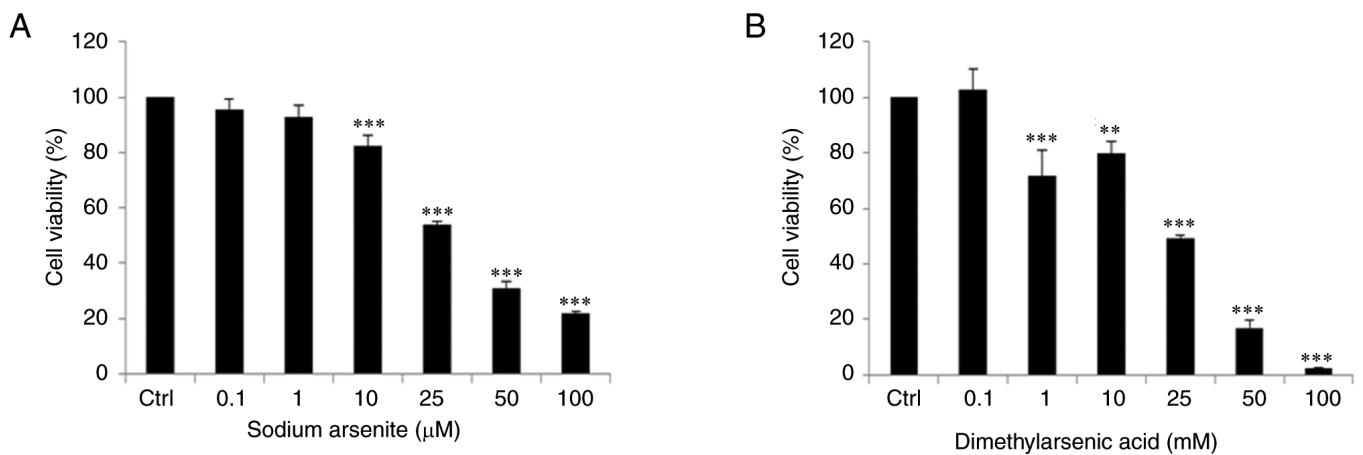 A
120
100
80
60
40
20
0
Cell viability (%)
***
***
***
***
Ctrl 0.1 1 10 25 50 100
Sodium arsenite (μM)
B
120
100
80
60
40
20
0
Cell viability (%)
***
**
***
***
***
Ctrl 0.1 1 10 25 50 100
Dimethylarsenic acid (mM)